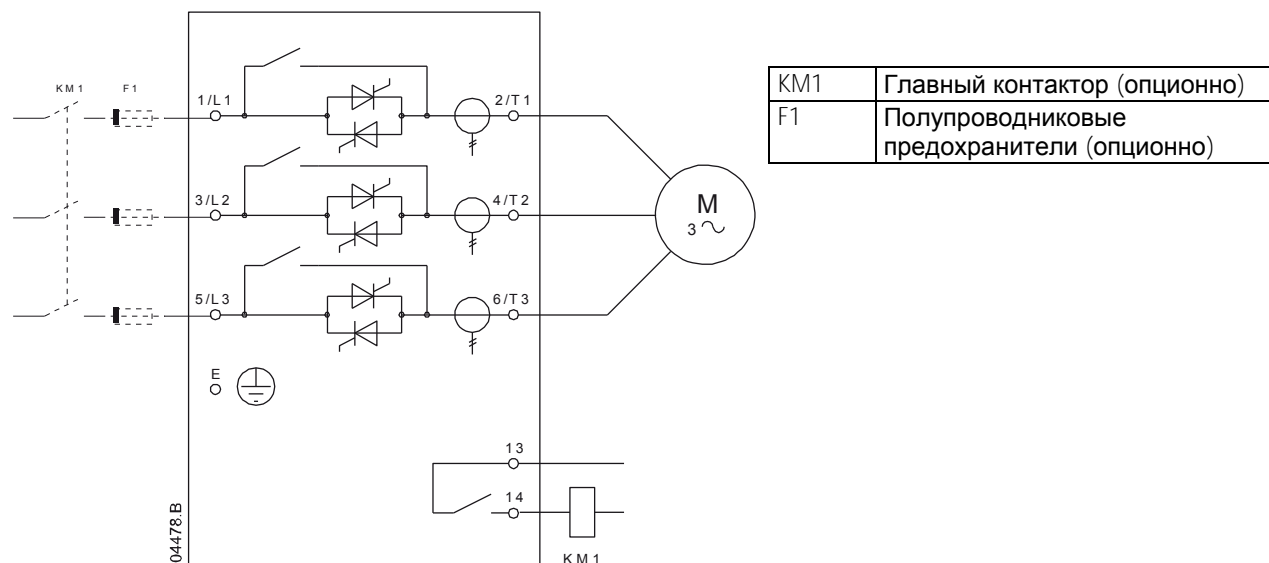 KM1 F1
1/L1 2/T1
KM1 Главный контактор (опционно)
F1 Полупроводниковые
предохранители (опционно)
3/L2 4/T2
M
3
5/L3 6/T3
E
13
14
04478.B
KM1